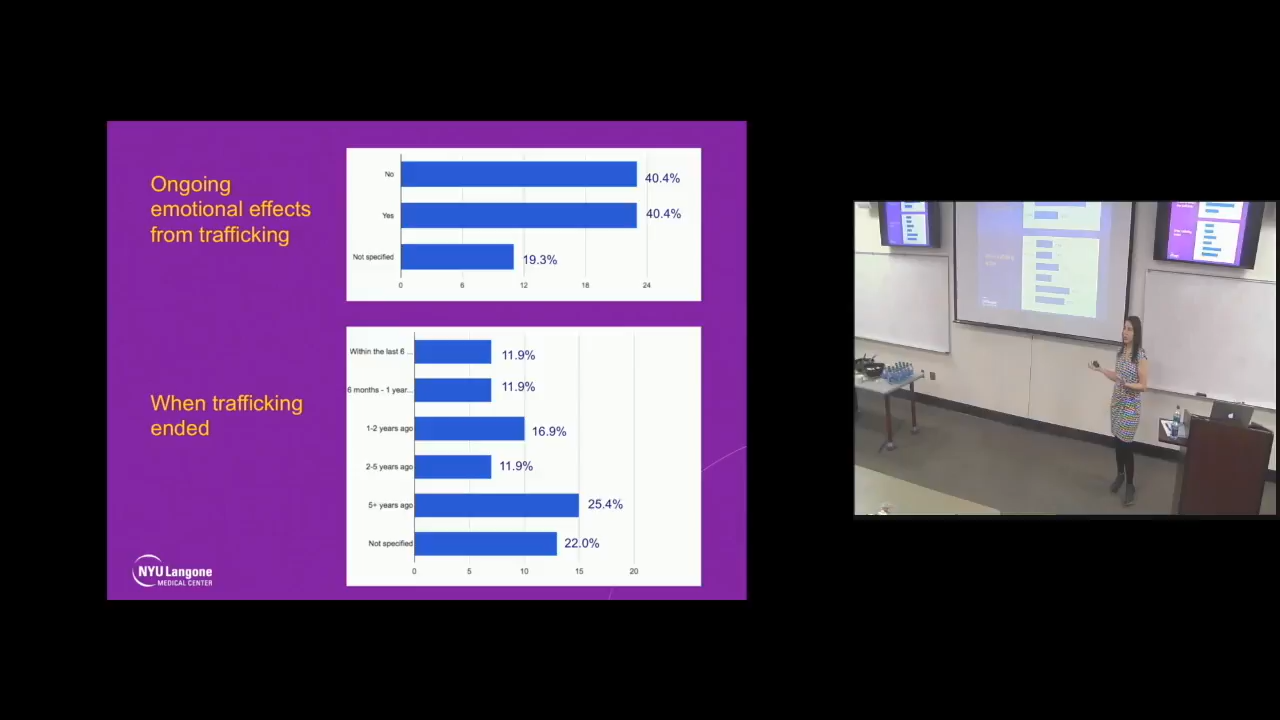 Ongoing
emotional effects
from trafficking
No
40.4%
Yes
40.4%
Not specified
19.3%
0 6 12 18 24
When trafficking
ended
Within the last 6 ...
11.9%
6 months - 1 year...
11.9%
1-2 years ago
16.9%
2-5 years ago
11.9%
5+ years ago
25.4%
Not specified
22.0%
0 5 10 15 20
NYU Langone
MEDICAL CENTER